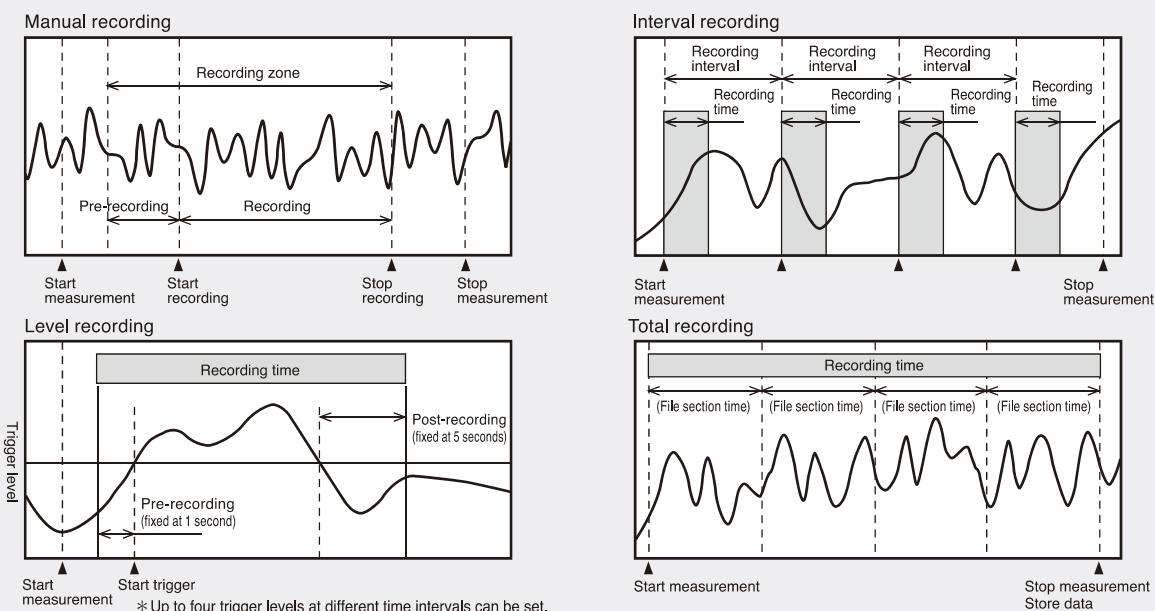 Manual recording
Recording zone
Pre-recording
Recording
Start
measurement
Start
recording
Stop
recording
Stop
measurement
Interval recording
Recording
interval
Recording
interval
Recording
interval
Recording
time
Recording
time
Recording
time
Recording
time
Start
measurement
Stop
measurement
Level recording
Recording time
Post-recording
(fixed at 5 seconds)
Trigger level
Pre-recording
(fixed at 1 second)
Start
measurement
Start trigger
＊Up to four trigger levels at different time intervals can be set.
Total recording
Recording time
(File section time)
(File section time)
(File section time)
(File section time)
Start measurement
Stop measurement
Store data